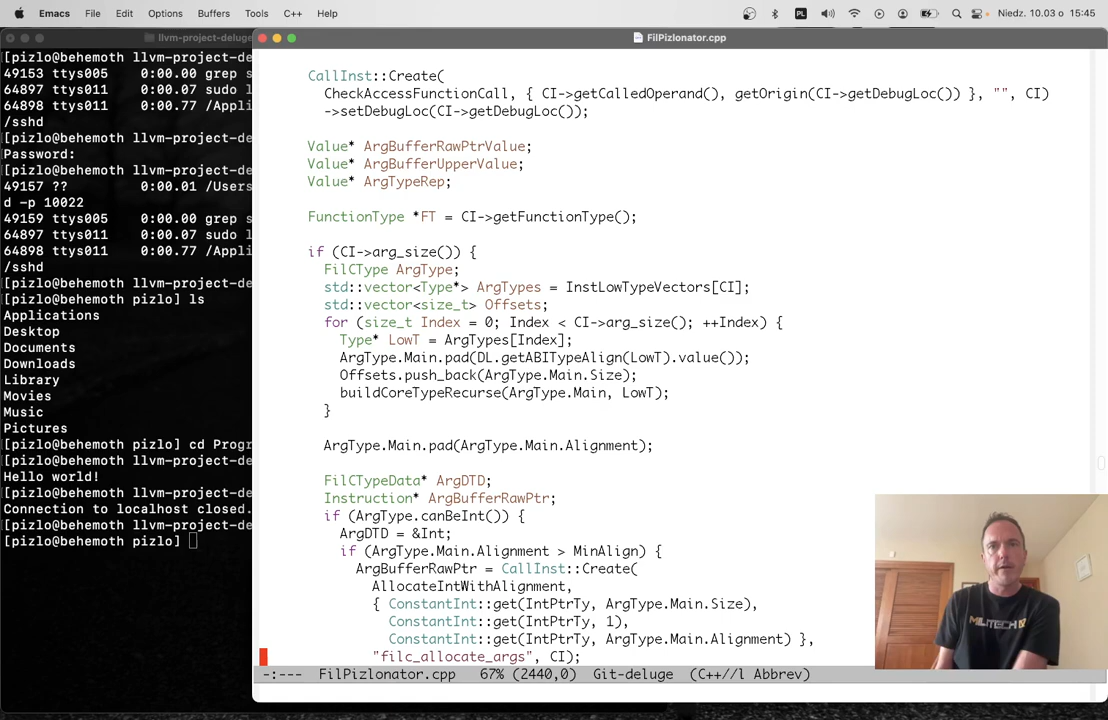 Emacs File Edit Options Buffers Tools C++ Help PL Niedz. 10.03 o 15:45
llvm-project-deluge
FilPizlonator.cpp
[pizlo@behemoth llvm-project-de
49153 ttys005 0:00.00 grep s
64897 ttys011 0:00.07 sudo l
64898 ttys011 0:00.77 /Appli
/sshd
[pizlo@behemoth llvm-project-de
Password:
[pizlo@behemoth llvm-project-de
49157 ?? 0:00.01 /Users
d -p 10022
49159 ttys005 0:00.00 grep s
64897 ttys011 0:00.07 sudo l
64898 ttys011 0:00.77 /Appli
/sshd
[pizlo@behemoth llvm-project-de
[pizlo@behemoth pizlo] ls
Applications
Desktop
Documents
Downloads
Library
Movies
Music
Pictures
[pizlo@behemoth pizlo] cd Progr
[pizlo@behemoth llvm-project-de
Hello world!
[pizlo@behemoth llvm-project-de
Connection to localhost closed.
[pizlo@behemoth llvm-project-de
[pizlo@behemoth pizlo]
CallInst::Create(
CheckAccessFunctionCall, { CI->getCalledOperand(), getOrigin(CI->getDebugLoc()) }, "", CI)
->setDebugLoc(CI->getDebugLoc());
Value* ArgBufferRawPtrValue;
Value* ArgBufferUpperValue;
Value* ArgTypeRep;
FunctionType *FT = CI->getFunctionType();
if (CI->arg_size()) {
FilCType ArgType;
std::vector<Type*> ArgTypes = InstLowTypeVectors[CI];
std::vector<size_t> Offsets;
for (size_t Index = 0; Index < CI->arg_size(); ++Index) {
Type* LowT = ArgTypes[Index];
ArgType.Main.pad(DL.getABITypeAlign(LowT).value());
Offsets.push_back(ArgType.Main.Size);
buildCoreTypeRecurse(ArgType.Main, LowT);
}
ArgType.Main.pad(ArgType.Main.Alignment);
FilCTypeData* ArgDTD;
Instruction* ArgBufferRawPtr;
if (ArgType.canBeInt()) {
ArgDTD = &Int;
if (ArgType.Main.Alignment > MinAlign) {
ArgBufferRawPtr = CallInst::Create(
AllocateIntWithAlignment,
{ ConstantInt::get(IntPtrTy, ArgType.Main.Size),
ConstantInt::get(IntPtrTy, 1),
ConstantInt::get(IntPtrTy, ArgType.Main.Alignment) },
"filc_allocate_args", CI);
-:--- FilPizlonator.cpp 67% (2440,0) Git-deluge (C++//l Abbrev)
MILITECH